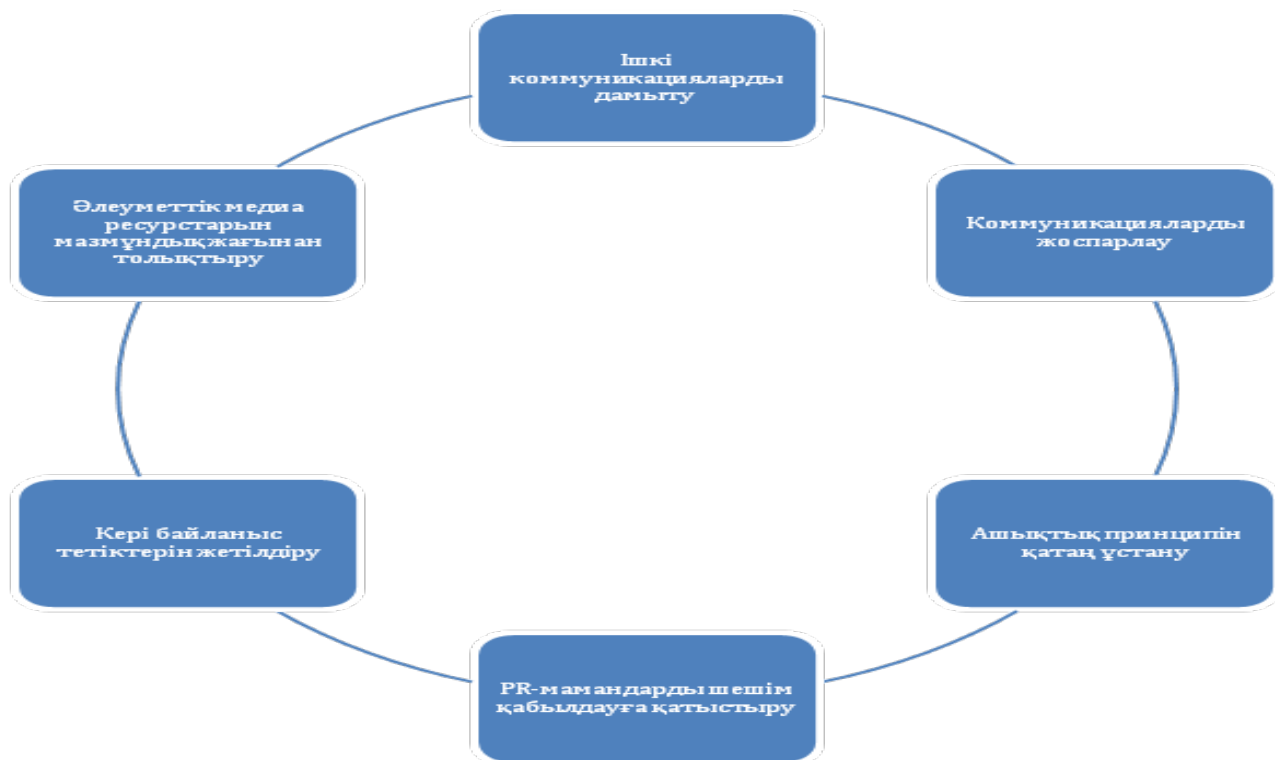 Ішкі
коммуникацияларды
дамыту
Коммуникацияларды
жоспарлау
Ашықтық принципін
қатаң ұстану
PR-мамандарды шешім
қабылдауға қатыстыру
Кері байланыс
тетіктерін жетілдіру
Әлеуметтік медиа
ресурстарын
мазмұндық жағынан
толықтыру